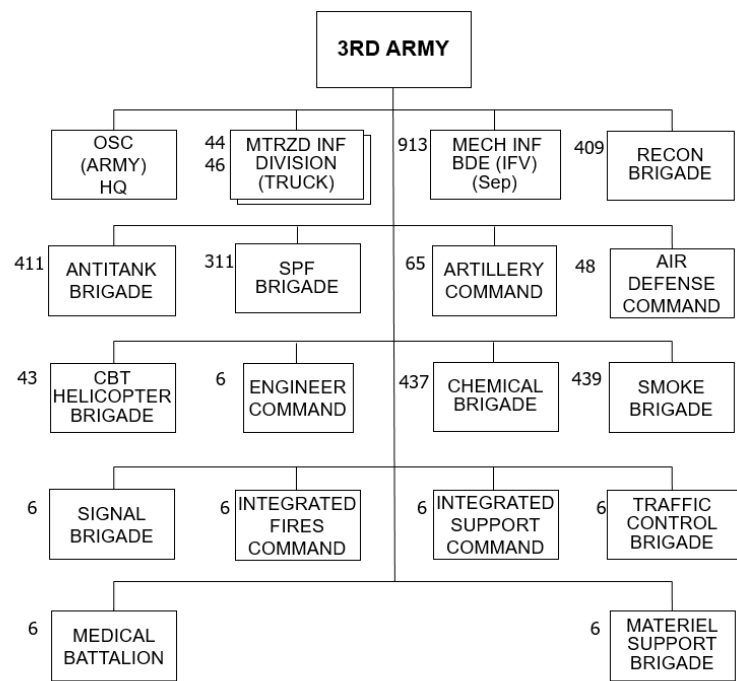 3RD ARMY
OSC
(ARMY)
HQ
44
46
MTRZD INF
DIVISION
(TRUCK)
913
MECH INF
BDE (IFV)
(Sep)
409
RECON
BRIGADE
411
ANTITANK
BRIGADE
311
SPF
BRIGADE
65
ARTILLERY
COMMAND
48
AIR
DEFENSE
COMMAND
43
CBT
HELICOPTER
BRIGADE
6
ENGINEER
COMMAND
437
CHEMICAL
BRIGADE
439
SMOKE
BRIGADE
6
SIGNAL
BRIGADE
6
INTEGRATED
FIRES
COMMAND
6
INTEGRATED
SUPPORT
COMMAND
6
TRAFFIC
CONTROL
BRIGADE
6
MEDICAL
BATTALION
6
MATERIEL
SUPPORT
BRIGADE